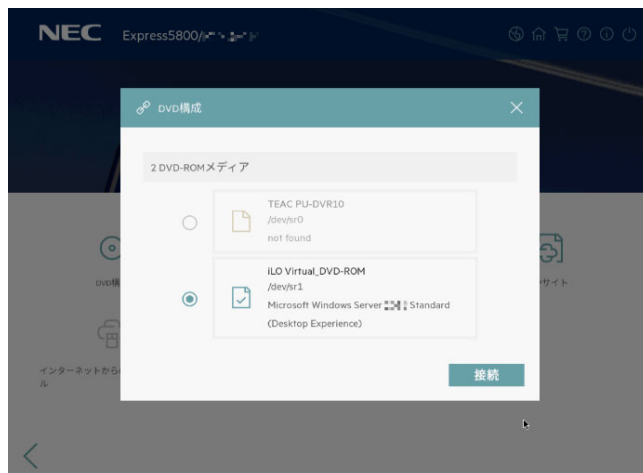 NEC Express5800/
DVD構成
2 DVD-ROMメディア
TEAC PU-DVR10
/dev/sr0
not found
iLO Virtual_DVD-ROM
/dev/sr1
Microsoft Windows Server Standard
(Desktop Experience)
接続
DVD構
サイト
インターネットから
ル